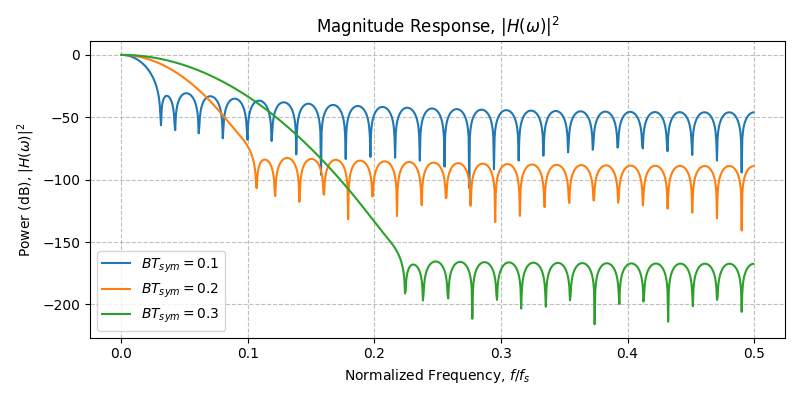 Magnitude Response, |H(ω)|²
Power (dB), |H(ω)|²
0
−50
−100
−150
−200
BT_sym = 0.1
BT_sym = 0.2
BT_sym = 0.3
0.0 0.1 0.2 0.3 0.4 0.5
Normalized Frequency, f/f_s